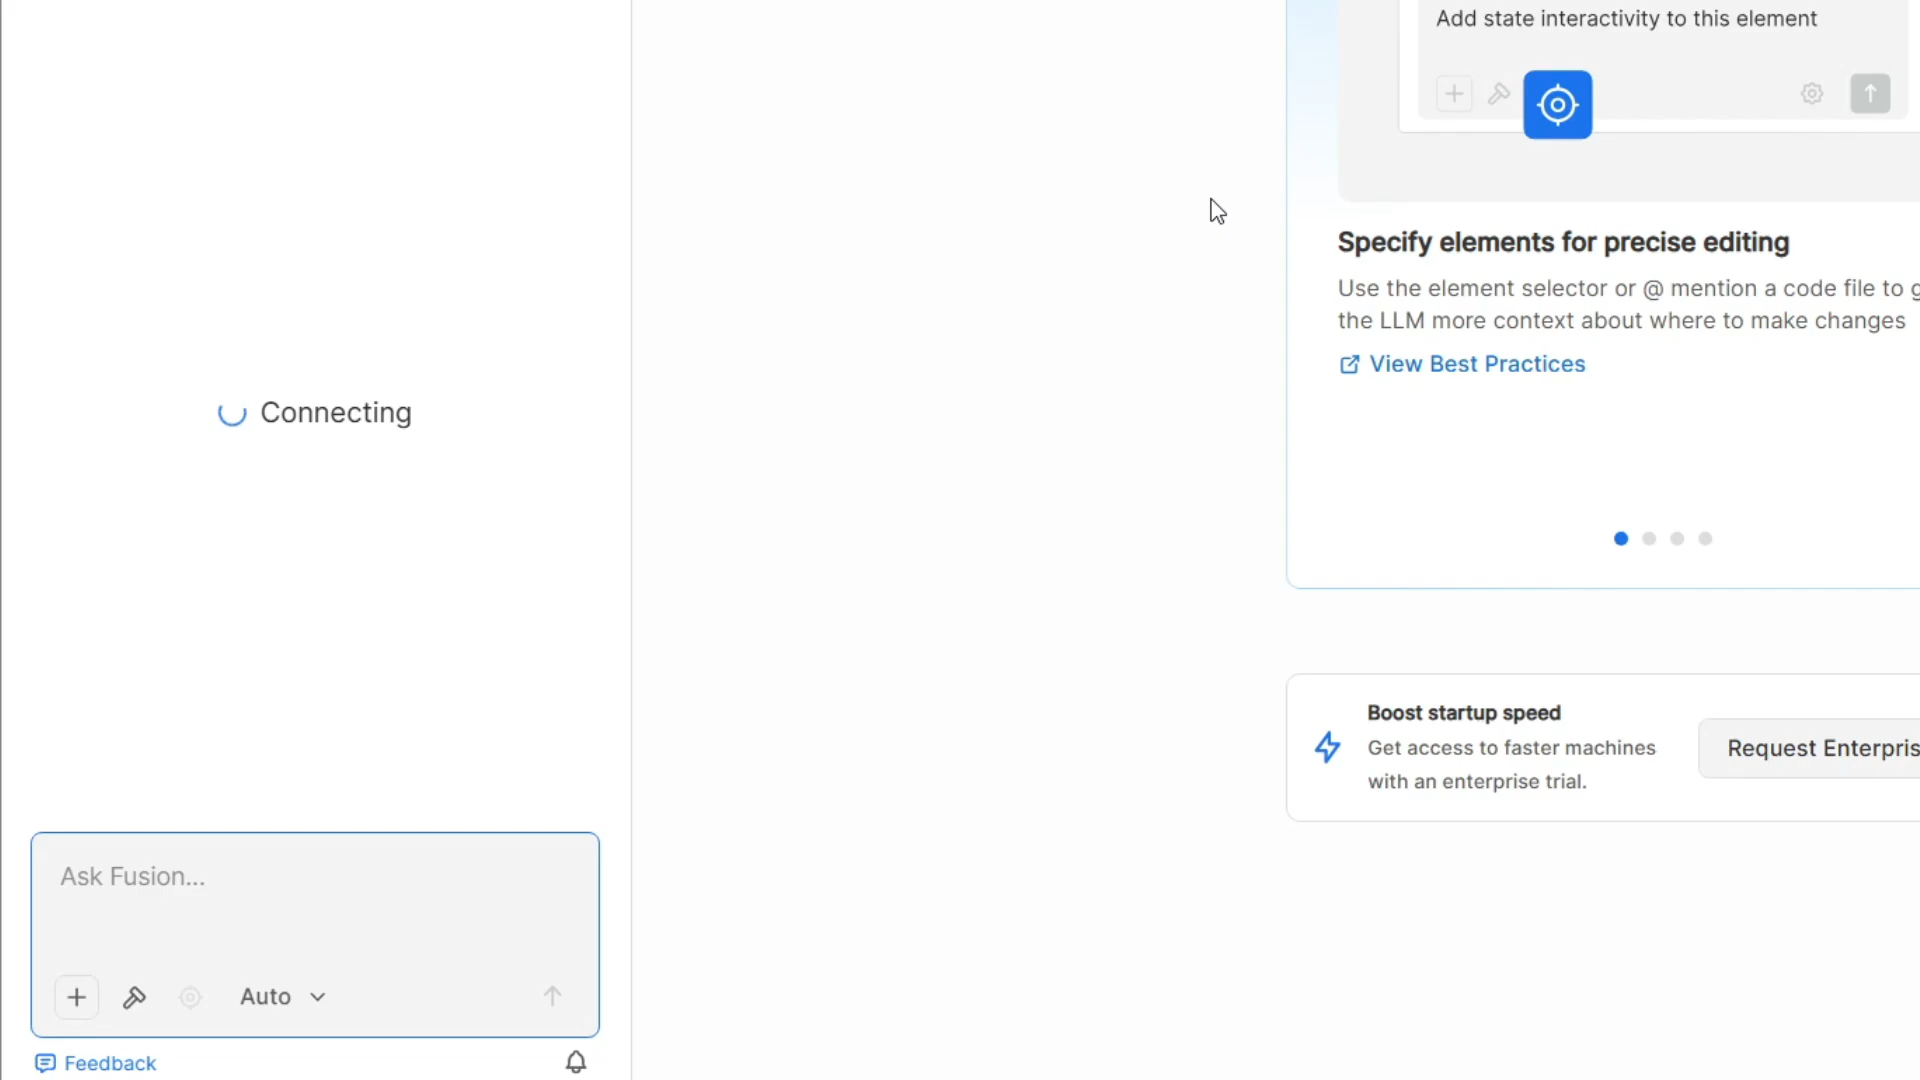 Add state interactivity to this element
Specify elements for precise editing
Use the element selector or @ mention a code file to
the LLM more context about where to make changes
View Best Practices
Connecting
Boost startup speed
Get access to faster machines
with an enterprise trial.
Request
Ask Fusion...
Auto
Feedback